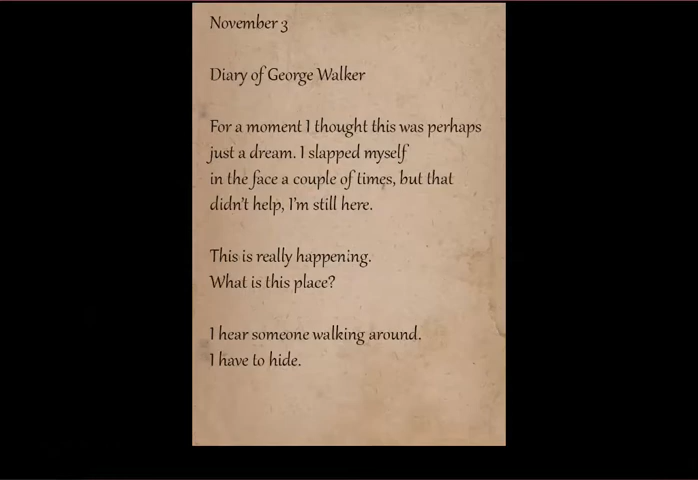 November 3
Diary of George Walker
For a moment I thought this was perhaps
just a dream. I slapped myself
in the face a couple of times, but that
didn't help, I'm still here.
This is really happening.
What is this place?
I hear someone walking around.
I have to hide.